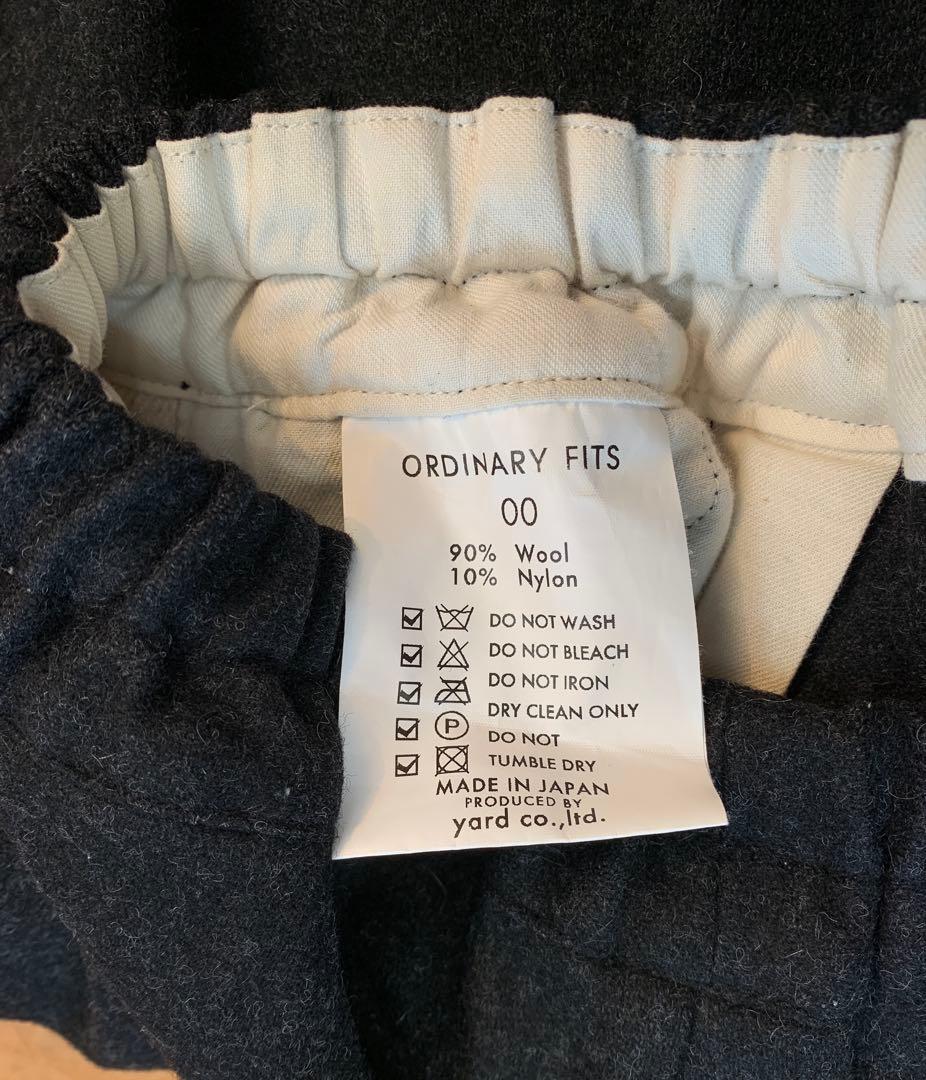 ORDINARY FITS
00
90% Wool
10% Nylon
DO NOT WASH
DO NOT BLEACH
DO NOT IRON
P DRY CLEAN ONLY
DO NOT
TUMBLE DRY
MADE IN JAPAN
PRODUCED BY
yard co.,ltd.